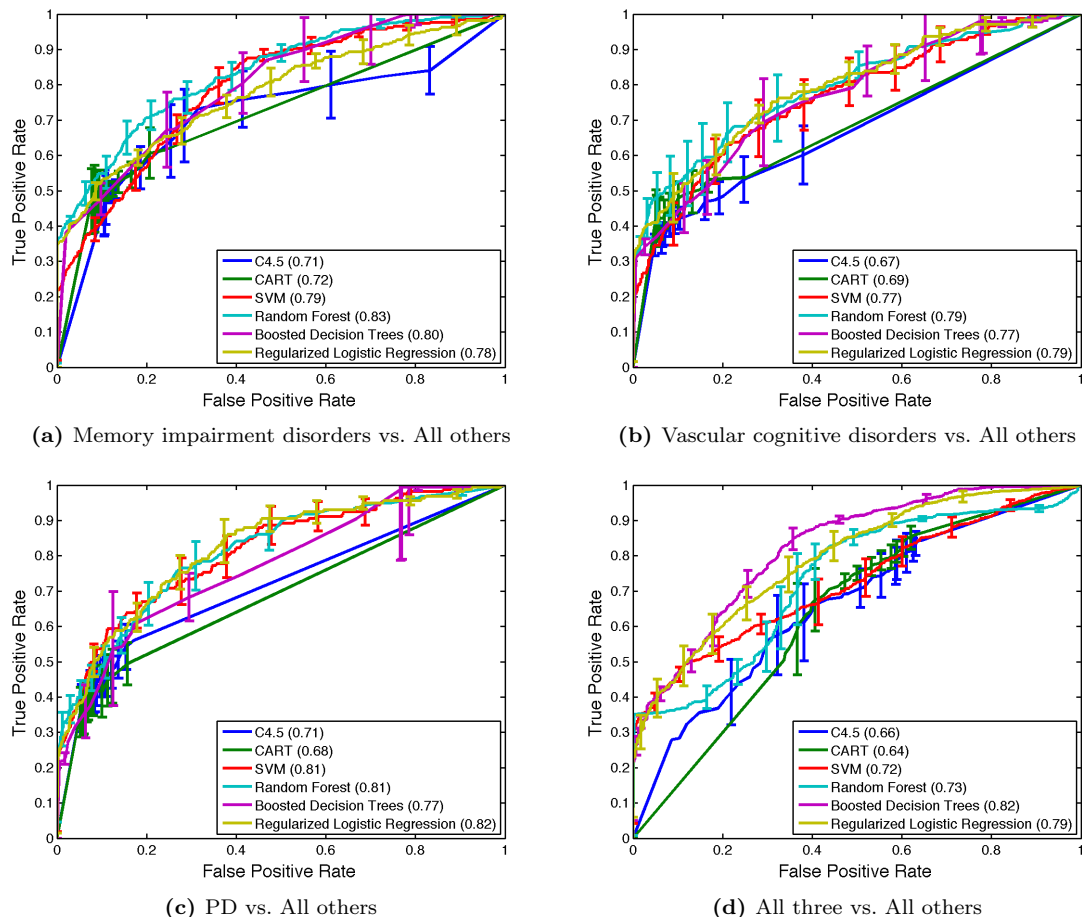 1
0.9
0.8
0.7
0.6
0.5
0.4
0.3
0.2
0.1
0
True Positive Rate
C4.5 (0.71)
CART (0.72)
SVM (0.79)
Random Forest (0.83)
Boosted Decision Trees (0.80)
Regularized Logistic Regression (0.78)
0 0.2 0.4 0.6 0.8 1
False Positive Rate
(a) Memory impairment disorders vs. All others
1
0.9
0.8
0.7
0.6
0.5
0.4
0.3
0.2
0.1
0
True Positive Rate
C4.5 (0.67)
CART (0.69)
SVM (0.77)
Random Forest (0.79)
Boosted Decision Trees (0.77)
Regularized Logistic Regression (0.79)
0 0.2 0.4 0.6 0.8 1
False Positive Rate
(b) Vascular cognitive disorders vs. All others
1
0.9
0.8
0.7
0.6
0.5
0.4
0.3
0.2
0.1
0
True Positive Rate
C4.5 (0.71)
CART (0.68)
SVM (0.81)
Random Forest (0.81)
Boosted Decision Trees (0.77)
Regularized Logistic Regression (0.82)
0 0.2 0.4 0.6 0.8 1
False Positive Rate
(c) PD vs. All others
1
0.9
0.8
0.7
0.6
0.5
0.4
0.3
0.2
0.1
0
True Positive Rate
C4.5 (0.66)
CART (0.64)
SVM (0.72)
Random Forest (0.73)
Boosted Decision Trees (0.82)
Regularized Logistic Regression (0.79)
0 0.2 0.4 0.6 0.8 1
False Positive Rate
(d) All three vs. All others